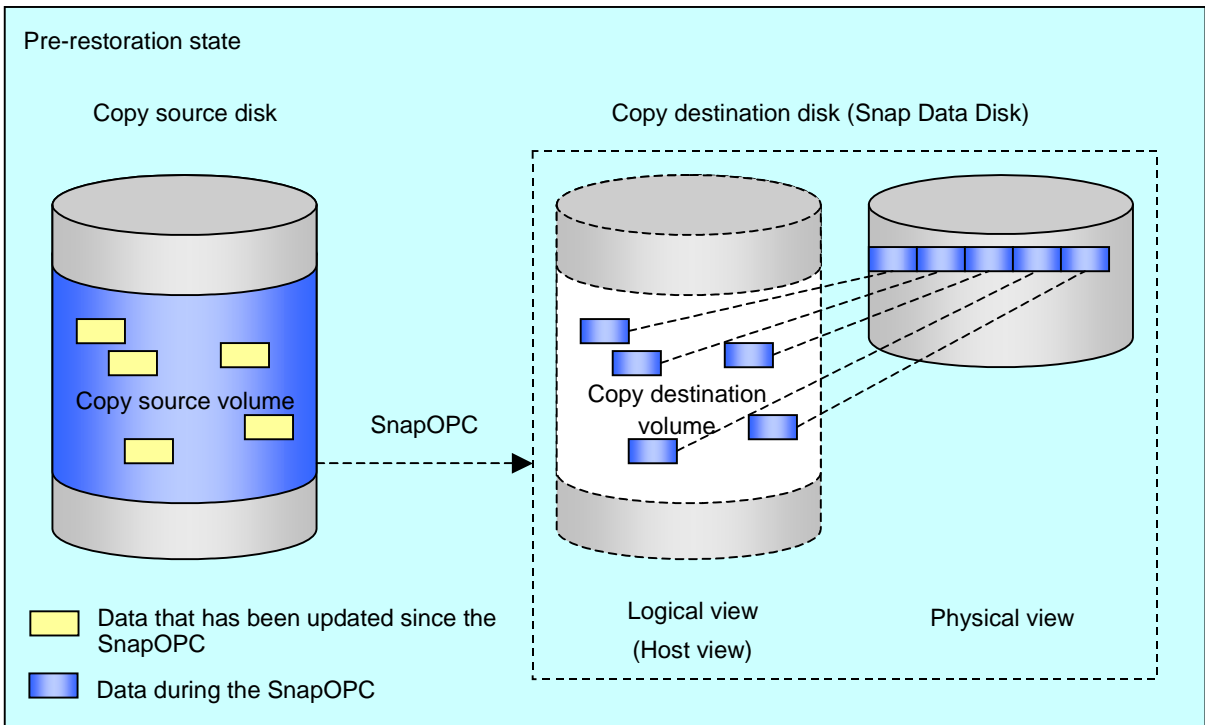 Pre-restoration state
Copy source disk
Copy destination disk (Snap Data Disk)
Copy source volume
SnapOPC
Copy destination
volume
Logical view
(Host view)
Physical view
Data that has been updated since the
SnapOPC
Data during the SnapOPC